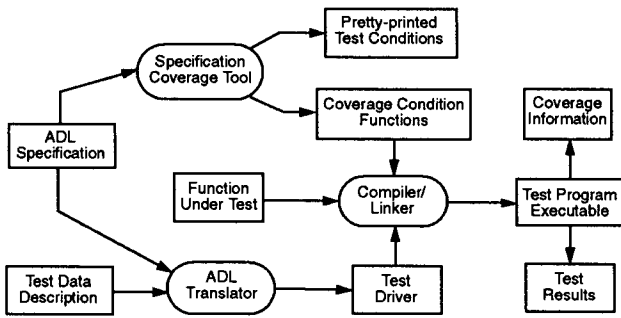 Pretty-printed
Test Conditions
Specification
Coverage Tool
Coverage Condition
Functions
Coverage
Information
ADL
Specification
Function
Under Test
Compiler/
Linker
Test Program
Executable
Test Data
Description
ADL
Translator
Test
Driver
Test
Results